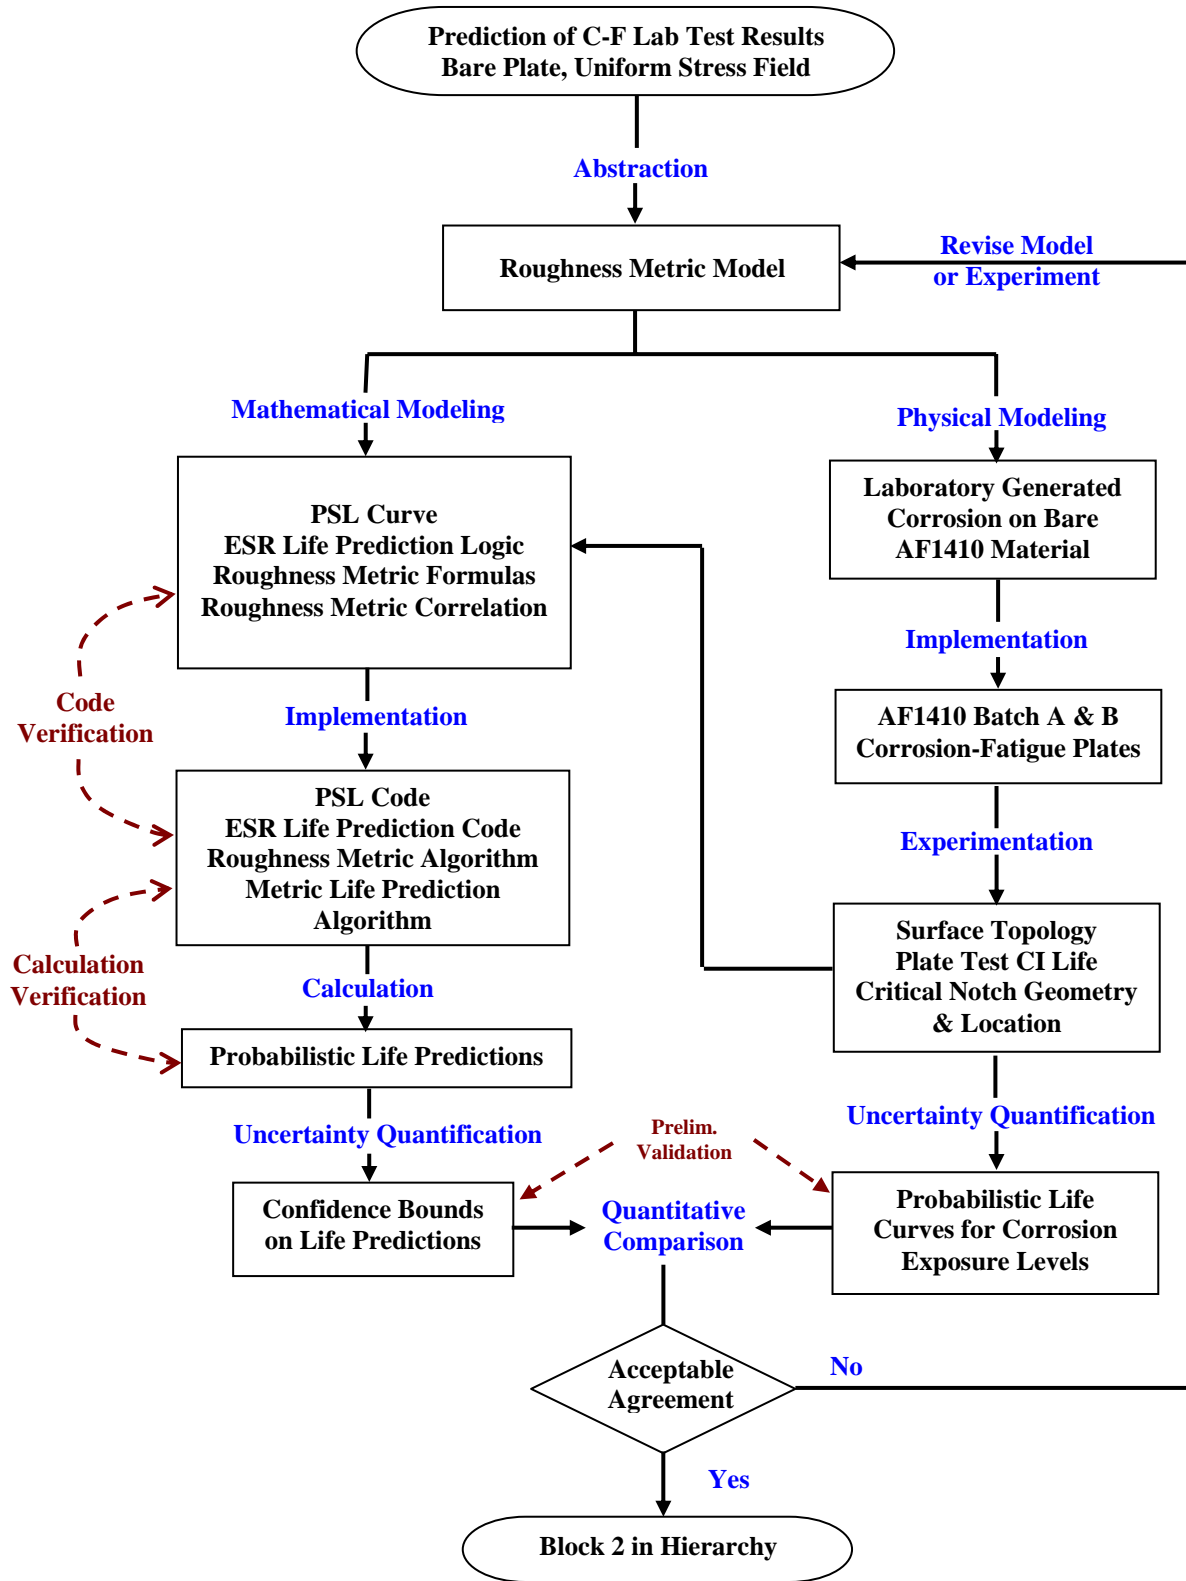 Prediction of C-F Lab Test Results
Bare Plate, Uniform Stress Field
Abstraction
Roughness Metric Model
Revise Model
or Experiment
Mathematical Modeling
Physical Modeling
PSL Curve
ESR Life Prediction Logic
Roughness Metric Formulas
Roughness Metric Correlation
Laboratory Generated
Corrosion on Bare
AF1410 Material
Implementation
Code
Verification
Implementation
AF1410 Batch A & B
Corrosion-Fatigue Plates
PSL Code
ESR Life Prediction Code
Roughness Metric Algorithm
Metric Life Prediction
Algorithm
Experimentation
Surface Topology
Plate Test CI Life
Critical Notch Geometry
& Location
Calculation
Verification
Calculation
Probabilistic Life Predictions
Uncertainty Quantification
Prelim.
Validation
Uncertainty Quantification
Confidence Bounds
on Life Predictions
Quantitative
Comparison
Probabilistic Life
Curves for Corrosion
Exposure Levels
Acceptable
Agreement
No
Yes
Block 2 in Hierarchy